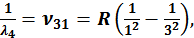 1/λ₄ = ν₃₁ = R (1/1² − 1/3²),